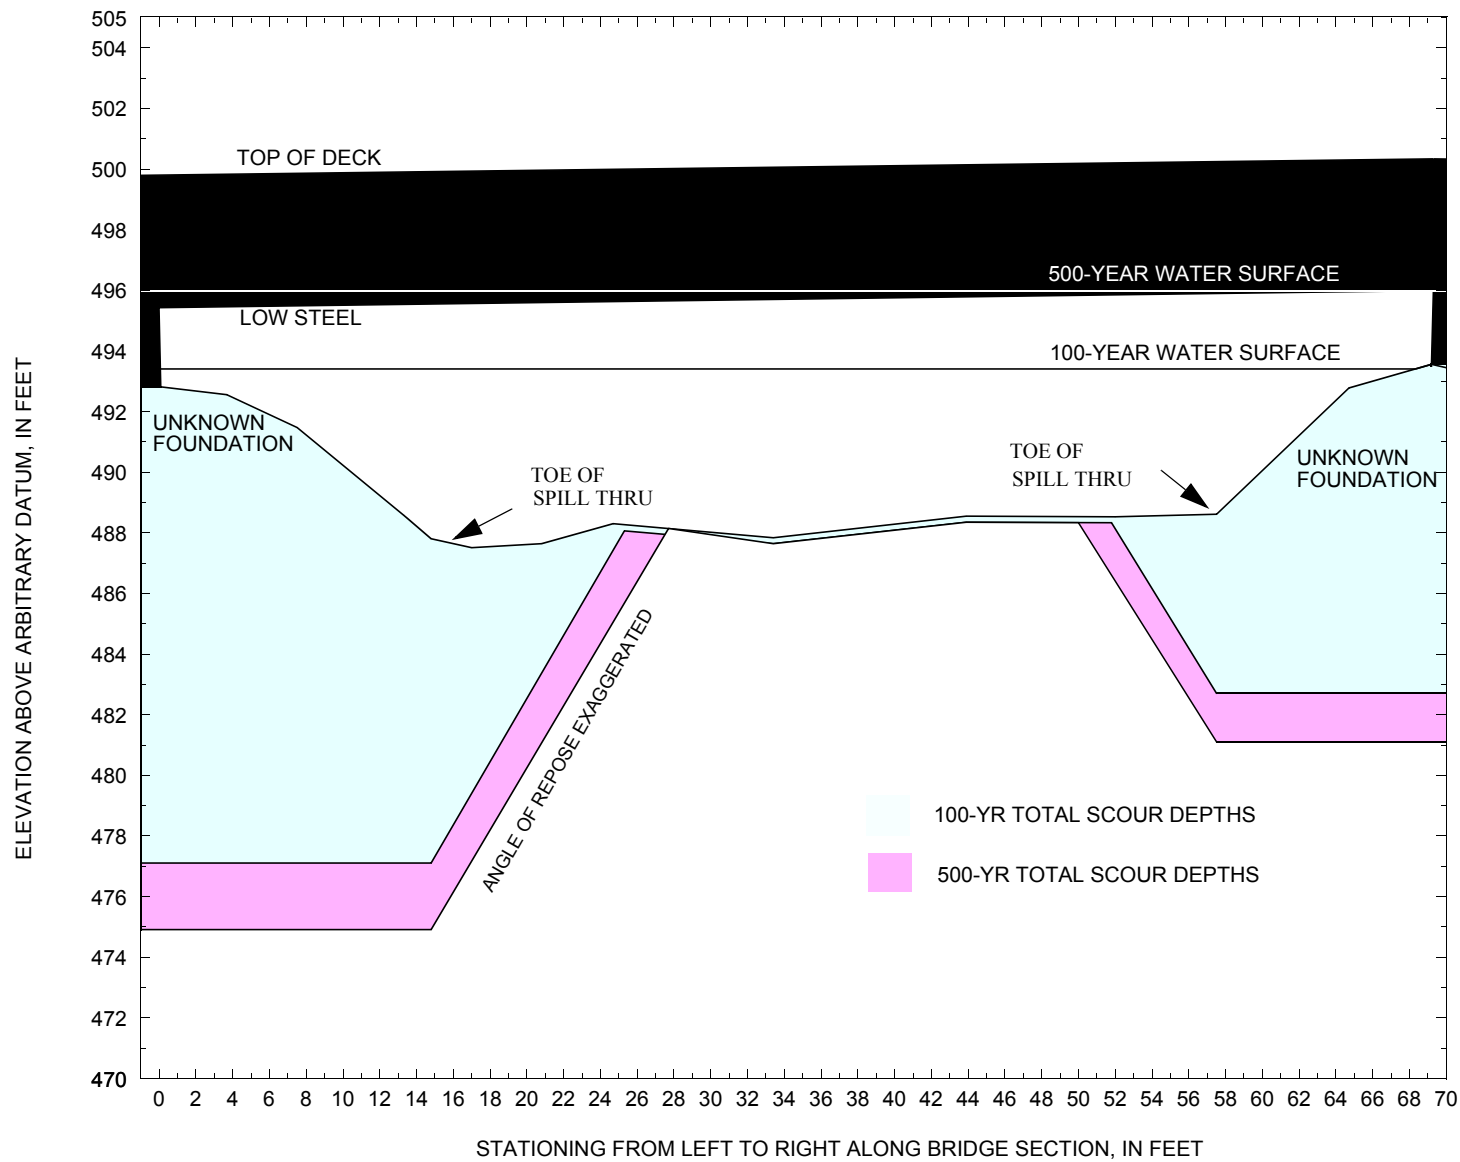 505
504
502
500
498
496
494
492
490
488
486
484
482
480
478
476
474
472
470
ELEVATION ABOVE ARBITRARY DATUM, IN FEET
TOP OF DECK
500-YEAR WATER SURFACE
LOW STEEL
100-YEAR WATER SURFACE
UNKNOWN
FOUNDATION
TOE OF
SPILL THRU
TOE OF
SPILL THRU
UNKNOWN
FOUNDATION
ANGLE OF REPOSE EXAGGERATED
100-YR TOTAL SCOUR DEPTHS
500-YR TOTAL SCOUR DEPTHS
0 2 4 6 8 10 12 14 16 18 20 22 24 26 28 30 32 34 36 38 40 42 44 46 48 50 52 54 56 58 60 62 64 66 68 70
STATIONING FROM LEFT TO RIGHT ALONG BRIDGE SECTION, IN FEET